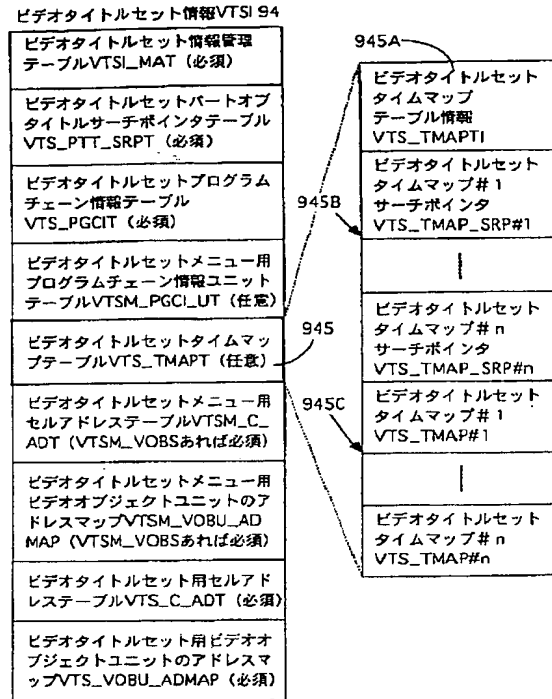 ビデオタイトルセット情報VTSI 94
ビデオタイトルセット情報管理
テーブルVTSI_MAT（必須）
ビデオタイトルセットパートオブ
タイトルサーチポインタテーブル
VTS_PTT_SRPT（必須）
ビデオタイトルセットプログラム
チェーン情報テーブル
VTS_PGCIT（必須）
ビデオタイトルセットメニュー用
プログラムチェーン情報ユニット
テーブルVTSM_PGCI_UT（任意）
ビデオタイトルセットタイムマッ
プテーブルVTS_TMAPT（任意）
ビデオタイトルセットメニュー用
セルアドレステーブルVTSM_C_
ADT（VTSM_VOBSあれば必須）
ビデオタイトルセットメニュー用
ビデオオブジェクトユニットのア
ドレスマップVTSM_VOBU_AD
MAP（VTSM_VOBSあれば必須）
ビデオタイトルセット用セルアド
レステーブルVTS_C_ADT（必須）
ビデオタイトルセット用ビデオオ
ブジェクトユニットのアドレスマ
ップVTS_VOBU_ADMAP（必須）
945
945A
ビデオタイトルセット
タイムマップ
テーブル情報
VTS_TMAPTI
945B
ビデオタイトルセット
タイムマップ＃1
サーチポインタ
VTS_TMAP_SRP#1
ビデオタイトルセット
タイムマップ＃n
サーチポインタ
VTS_TMAP_SRP#n
945C
ビデオタイトルセット
タイムマップ＃1
VTS_TMAP#1
ビデオタイトルセット
タイムマップ＃n
VTS_TMAP#n